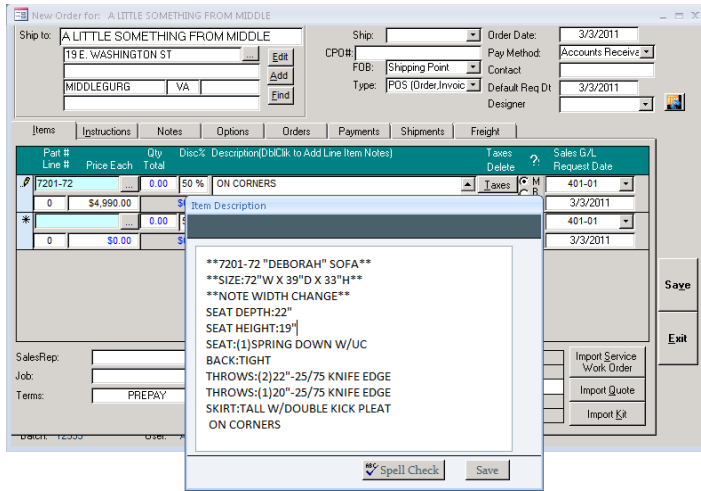 New Order for: A LITTLE SOMETHING FROM MIDDLE
Ship to: A LITTLE SOMETHING FROM MIDDLE
19 E. WASHINGTON ST ... Edit
Add
MIDDLEGURG VA
Find
Ship:
CPO#:
FOB: Shipping Point
Type: POS (Order,Invoic
Order Date: 3/3/2011
Pay Method: Accounts Receiva
Contact
Default Req Dt 3/3/2011
Designer
Items Instructions Notes Options Orders Payments Shipments Freight
Part # Qty Disc% Description(DblClik to Add Line Item Notes) Taxes ?: Sales G/L
Line # Price Each Total Delete Request Date
7201-72 ... 0.00 50 % ON CORNERS Taxes M 401-01
0 $4,990.00 B 3/3/2011
* ... 0.00 401-01
0 $0.00 3/3/2011
Item Description
**7201-72 "DEBORAH" SOFA**
**SIZE:72"W X 39"D X 33"H**
**NOTE WIDTH CHANGE**
SEAT DEPTH:22"
SEAT HEIGHT:19"
SEAT:(1)SPRING DOWN W/UC
BACK:TIGHT
THROWS:(2)22"-25/75 KNIFE EDGE
THROWS:(1)20"-25/75 KNIFE EDGE
SKIRT:TALL W/DOUBLE KICK PLEAT
ON CORNERS
ABC Spell Check Save
Save
Exit
SalesRep:
Job:
Terms: PREPAY
Import Service
Work Order
Import Quote
Import Kit
Batch: 12555 User: